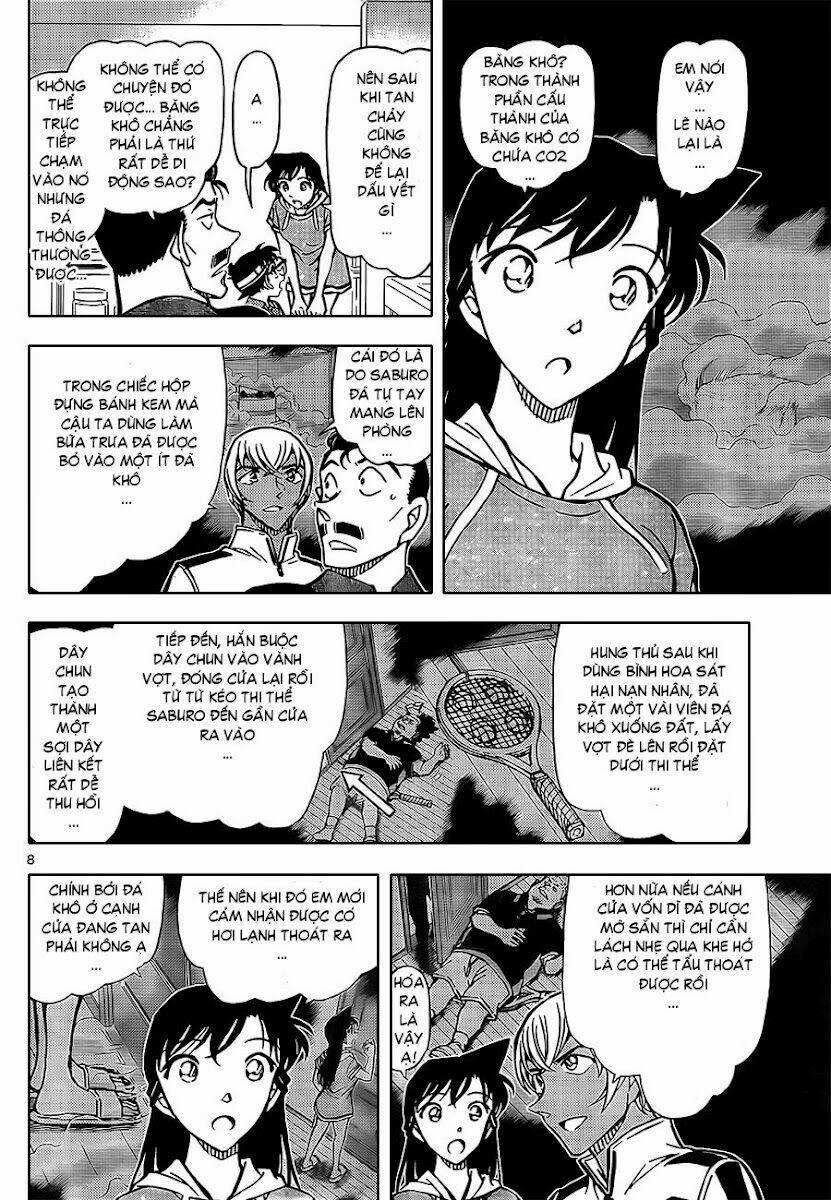 EM NÓI
VẬY
...
LẼ NÀO
LẠI LÀ
...
BĂNG KHÔ?
TRONG THÀNH
PHẦN CẤU
THÀNH CỦA
BĂNG KHÔ CÓ
CHỨA CO2
...
NÊN SAU
KHI TAN
CHẢY
CŨNG
KHÔNG
ĐỂ LẠI
DẤU VẾT
GÌ
A
...
KHÔNG THỂ CÓ
CHUYỆN ĐÓ
ĐƯỢC... BĂNG
KHÔ CHẲNG
PHẢI LÀ THỨ
RẤT DỄ DI
ĐỘNG SAO?
KHÔNG
THỂ
TRỰC
TIẾP
CHẠM
VÀO NÓ
NHƯNG
ĐÁ
THÔNG
THƯỜNG
ĐƯỢC...
CÁI ĐÓ LÀ
DO SABURO
ĐÃ TỰ TAY
MANG LÊN
PHÒNG
...
TRONG CHIẾC HỘP
ĐỰNG BÁNH KEM MÀ
CẬU TA DÙNG LÀM
BỮA TRƯA ĐÃ ĐƯỢC
BỎ VÀO MỘT ÍT ĐÁ
KHÔ
...
HUNG THỦ SAU KHI
DÙNG BÌNH HOA SÁT
HẠI NẠN NHÂN, ĐÃ
ĐẶT MỘT VÀI VIÊN ĐÁ
KHÔ XUỐNG ĐẤT, LẤY
VỢT ĐÈ LÊN RỒI ĐẶT
DƯỚI THI THỂ
...
TIẾP ĐẾN, HẮN BUỘC
DÂY CHUN VÀO VÀNH
VỢT, ĐÓNG CỬA LẠI RỒI
TỪ TỪ KÉO THI THỂ
SABURO ĐẾN GẦN CỬA
RA VÀO
...
DÂY
CHUN
TẠO
THÀNH
MỘT
SỢI DÂY
LIÊN KẾT
RẤT DỄ
THU HỒI
...
8
HƠN NỮA NẾU CÁNH
CỬA VỐN DĨ ĐÃ ĐƯỢC
MỞ SẴN THÌ CHỈ CẦN
LÁCH NHẸ QUA KHE HỞ
LÀ CÓ THỂ TẨU THOÁT
ĐƯỢC RỒI
...
HÓA
RA LÀ
VẬY
Ạ!
THẾ NÊN KHI ĐÓ EM MỚI
CẢM NHẬN ĐƯỢC CÓ
HƠI LẠNH THOÁT RA
...
CHÍNH BỞI ĐÁ
KHÔ Ở CẠNH
CỬA ĐANG TAN
PHẢI KHÔNG Ạ
...